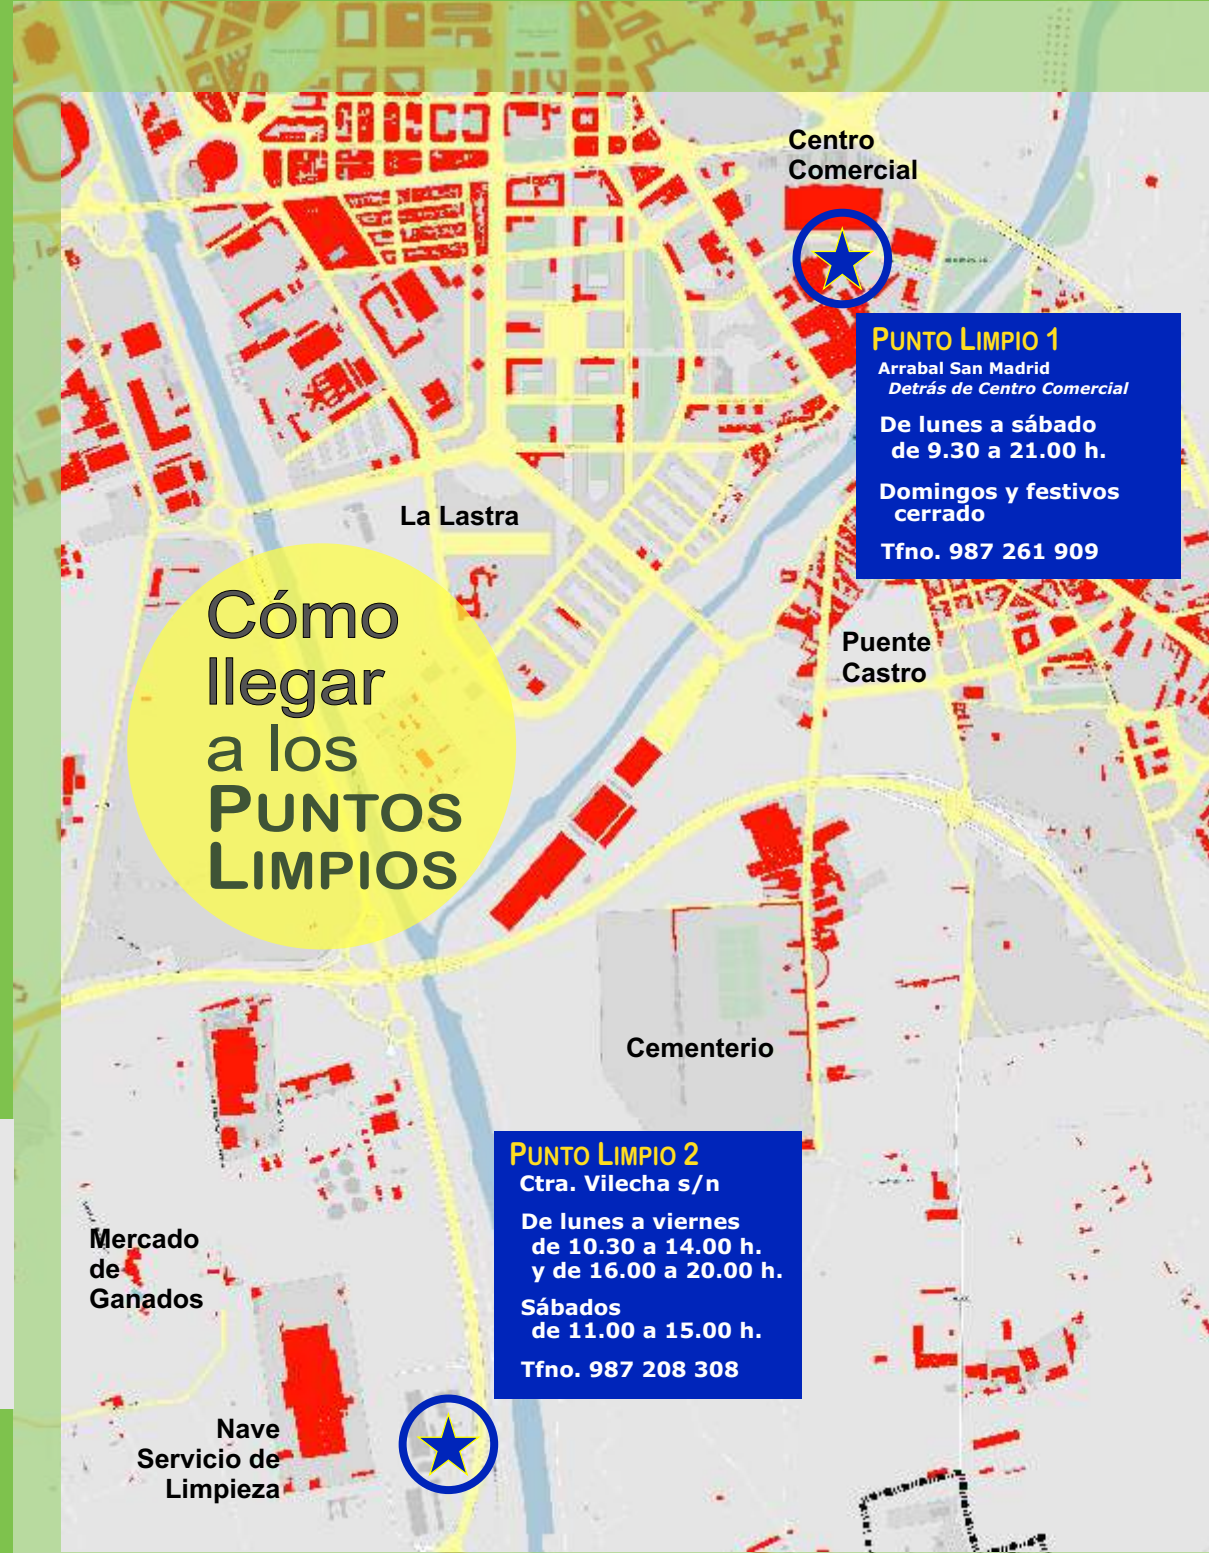 Centro
Comercial
PUNTO LIMPIO 1
Arrabal San Madrid
Detrás de Centro Comercial
De lunes a sábado
de 9.30 a 21.00 h.
Domingos y festivos
cerrado
Tfno. 987 261 909
La Lastra
Cómo
llegar
a los
PUNTOS
LIMPIOS
Puente
Castro
Cementerio
PUNTO LIMPIO 2
Ctra. Vilecha s/n
De lunes a viernes
de 10.30 a 14.00 h.
y de 16.00 a 20.00 h.
Sábados
de 11.00 a 15.00 h.
Tfno. 987 208 308
Mercado
de
Ganados
Nave
Servicio de
Limpieza